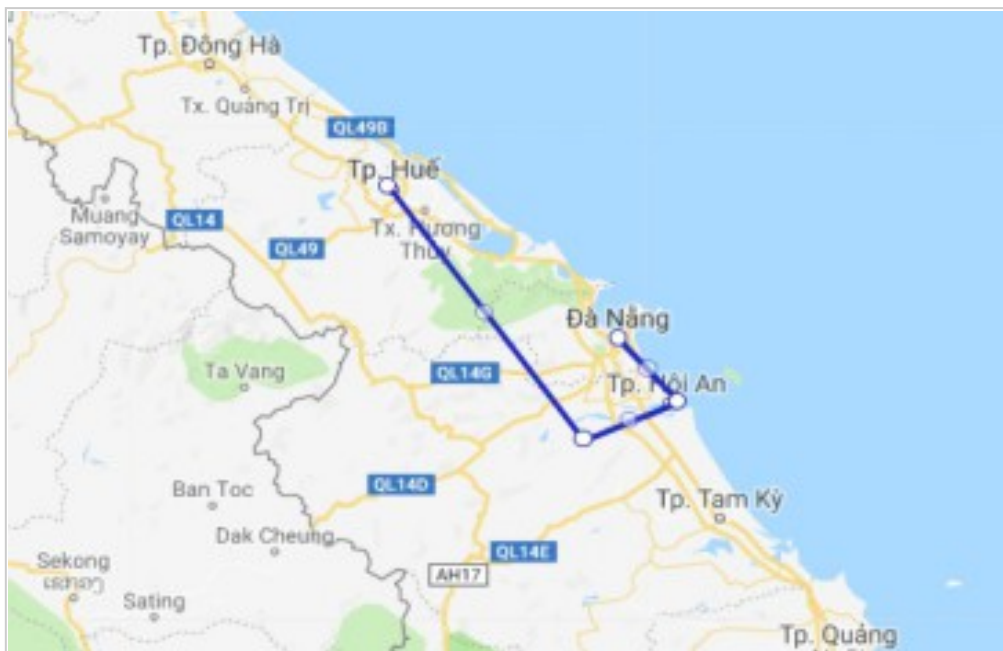 Tp. Đông Hà
Tx. Quảng Trị
QL49B
Tp. Huế
Muang
Samoyay
QL14
Tx. Hương
Thủy
QL49
Đà Nẵng
Ta Vang
QL14G
Tp. Hội An
Ban Toc
QL14D
Tp. Tam Kỳ
Dak Cheung
QL14E
Sekong
AH17
Sating
Tp. Quảng